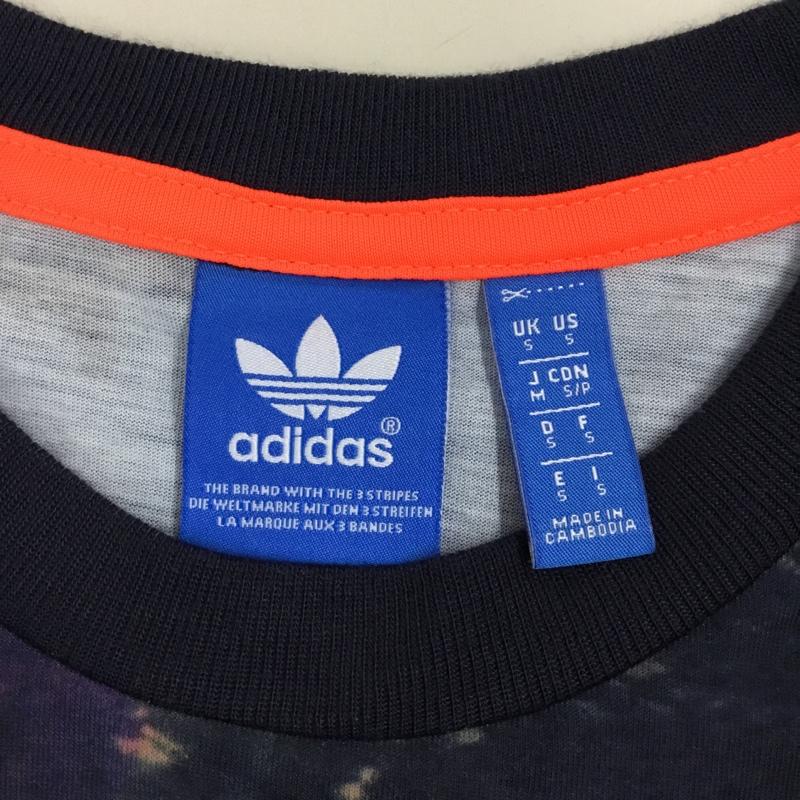 adidas®
THE BRAND WITH THE 3 STRIPES
DIE WELTMARKE MIT DEN 3 STREIFEN
LA MARQUE AUX 3 BANDES
UK US
S S
J CDN
M S/P
D F
S S
E I
S S
MADE IN
CAMBODIA